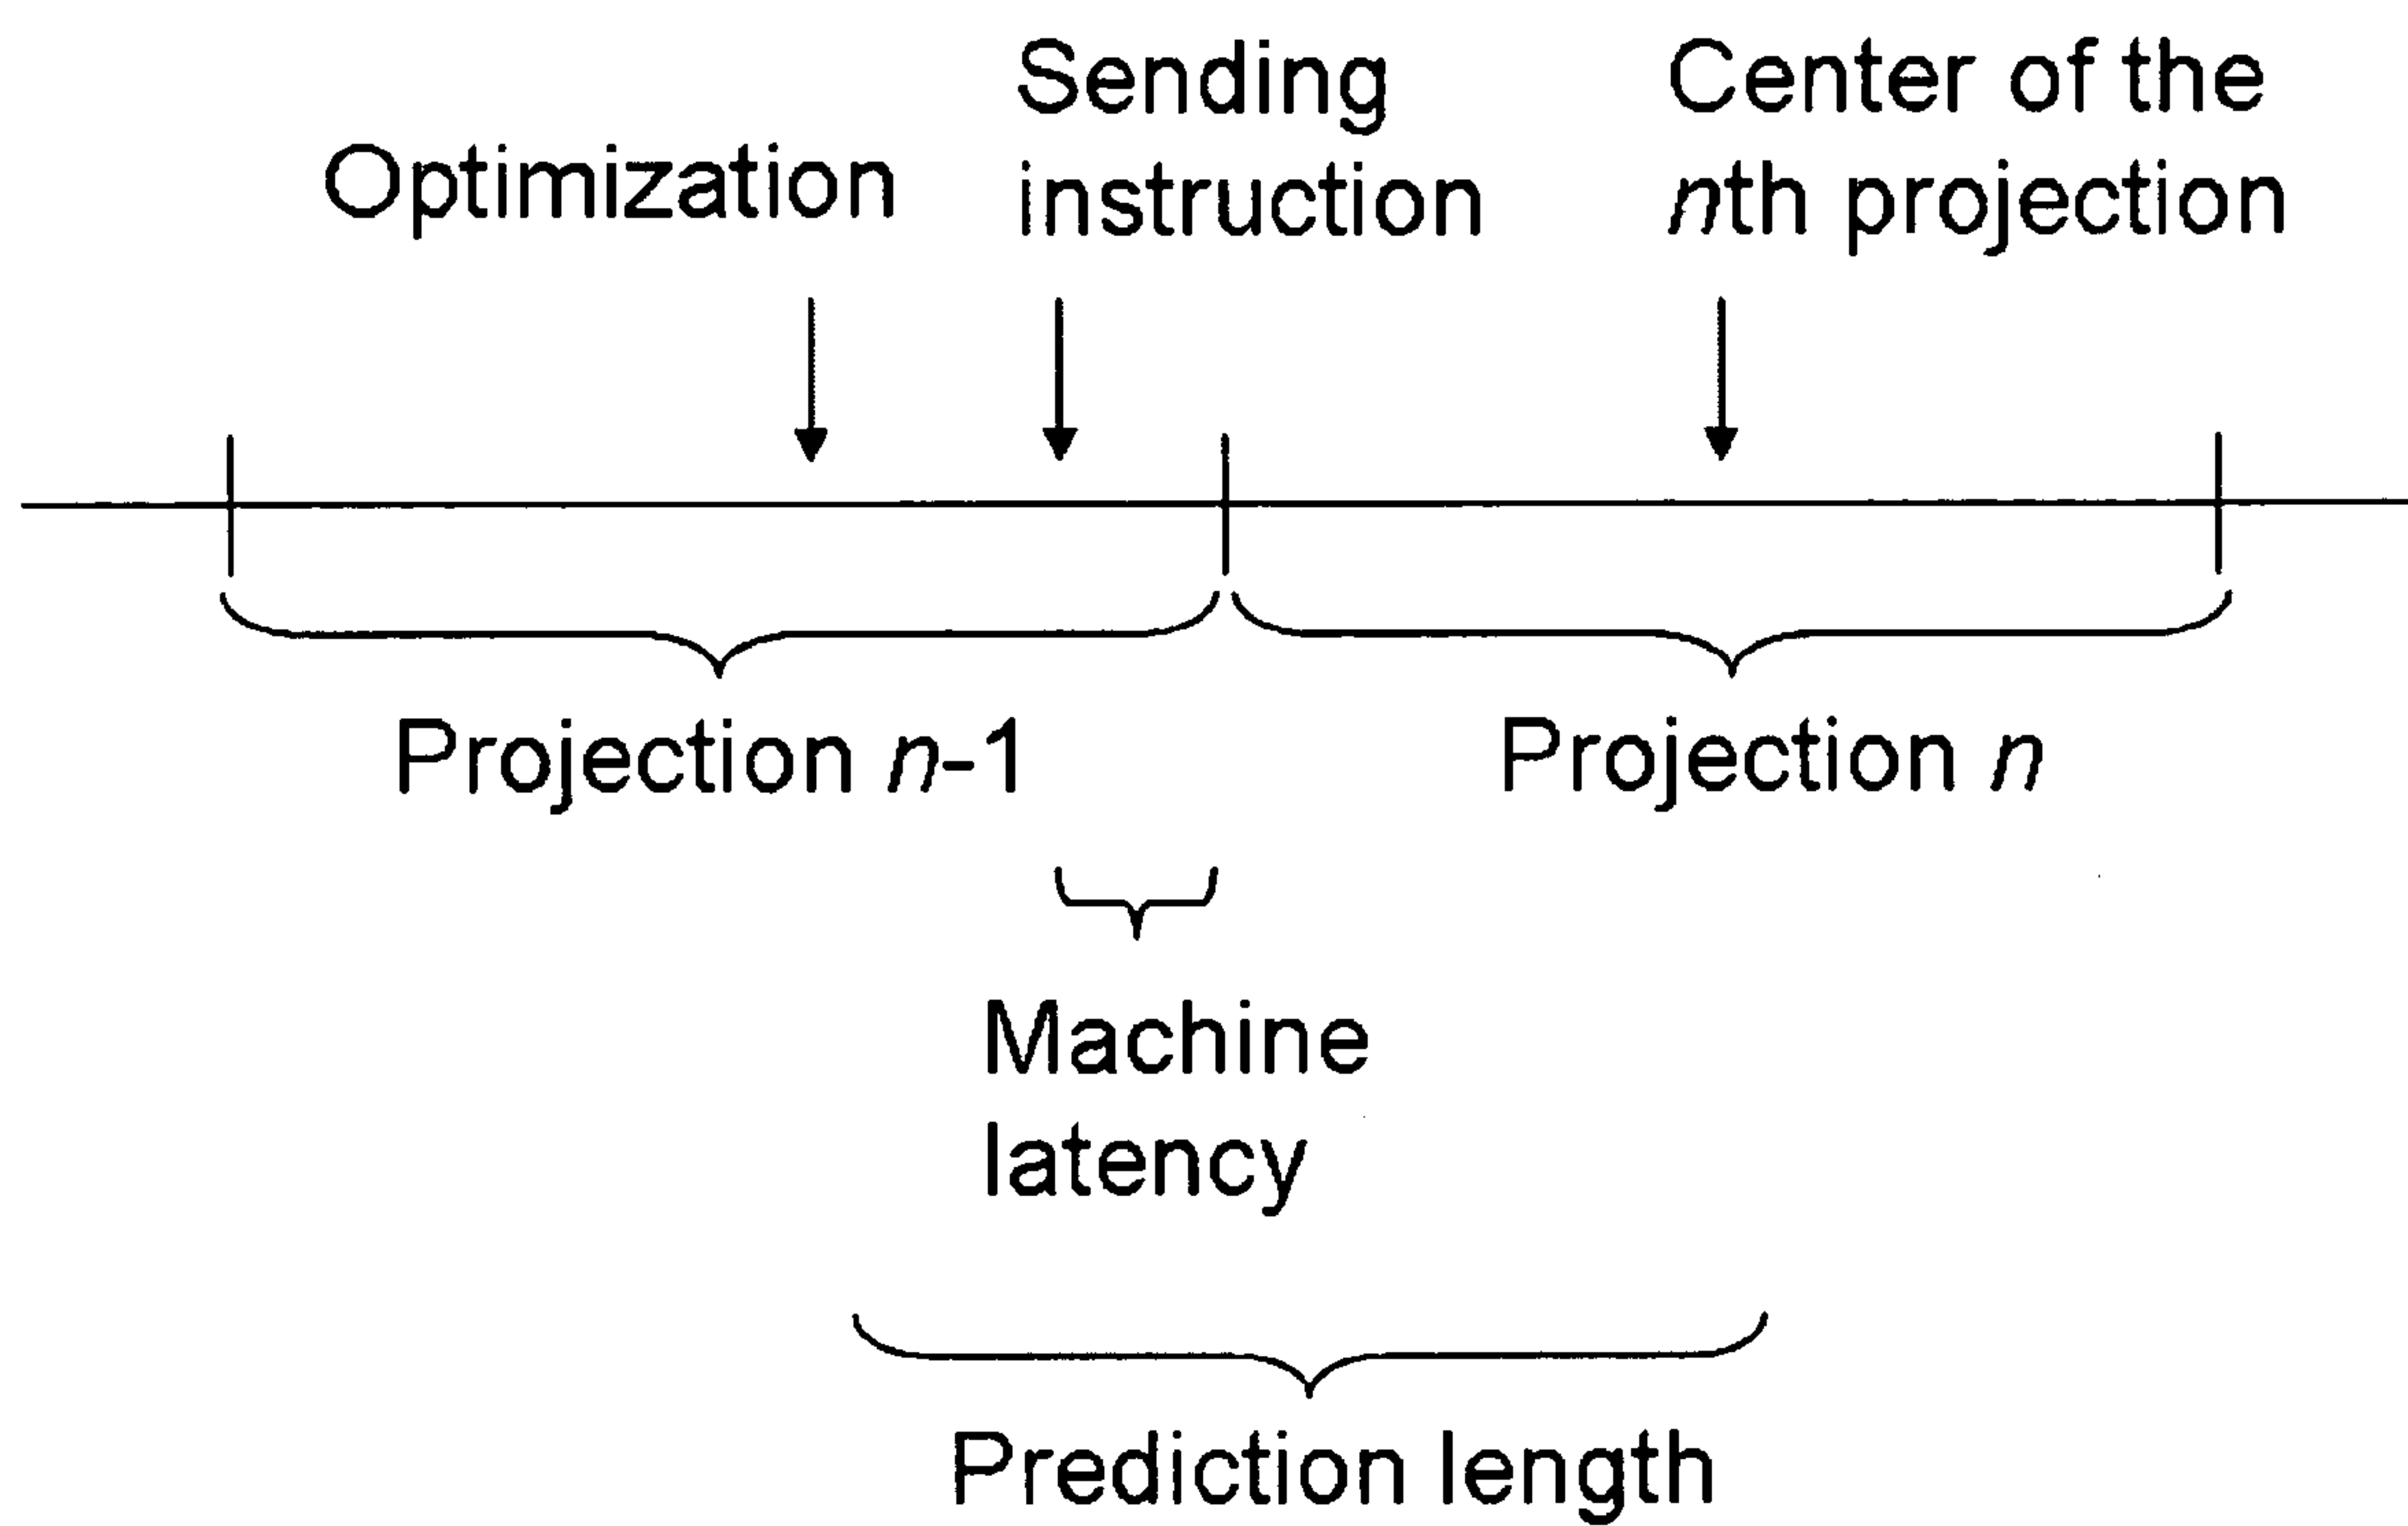 Optimization
Sending
instruction
Center of the
nth projection
Projection n-1
Projection n
Machine
latency
Prediction length